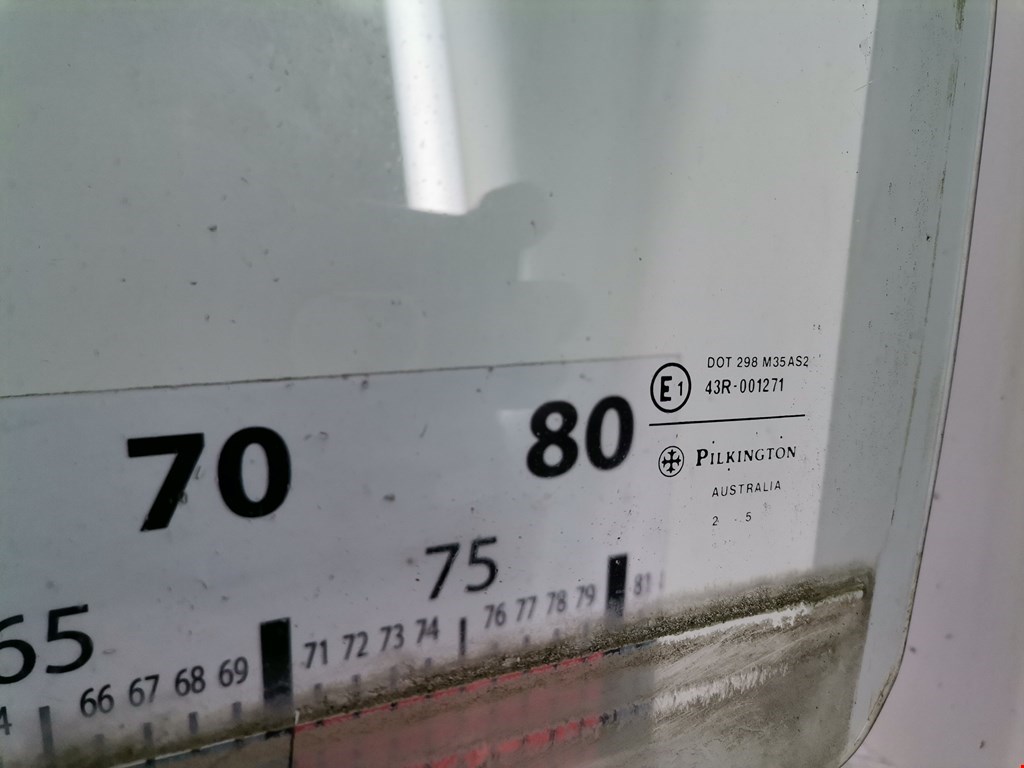 DOT 298 M35AS2
E1 43R-001271
PILKINGTON
AUSTRALIA
2 5
70 80
75
65
76 77 78 79 81
71 72 73 74
66 67 68 69
4